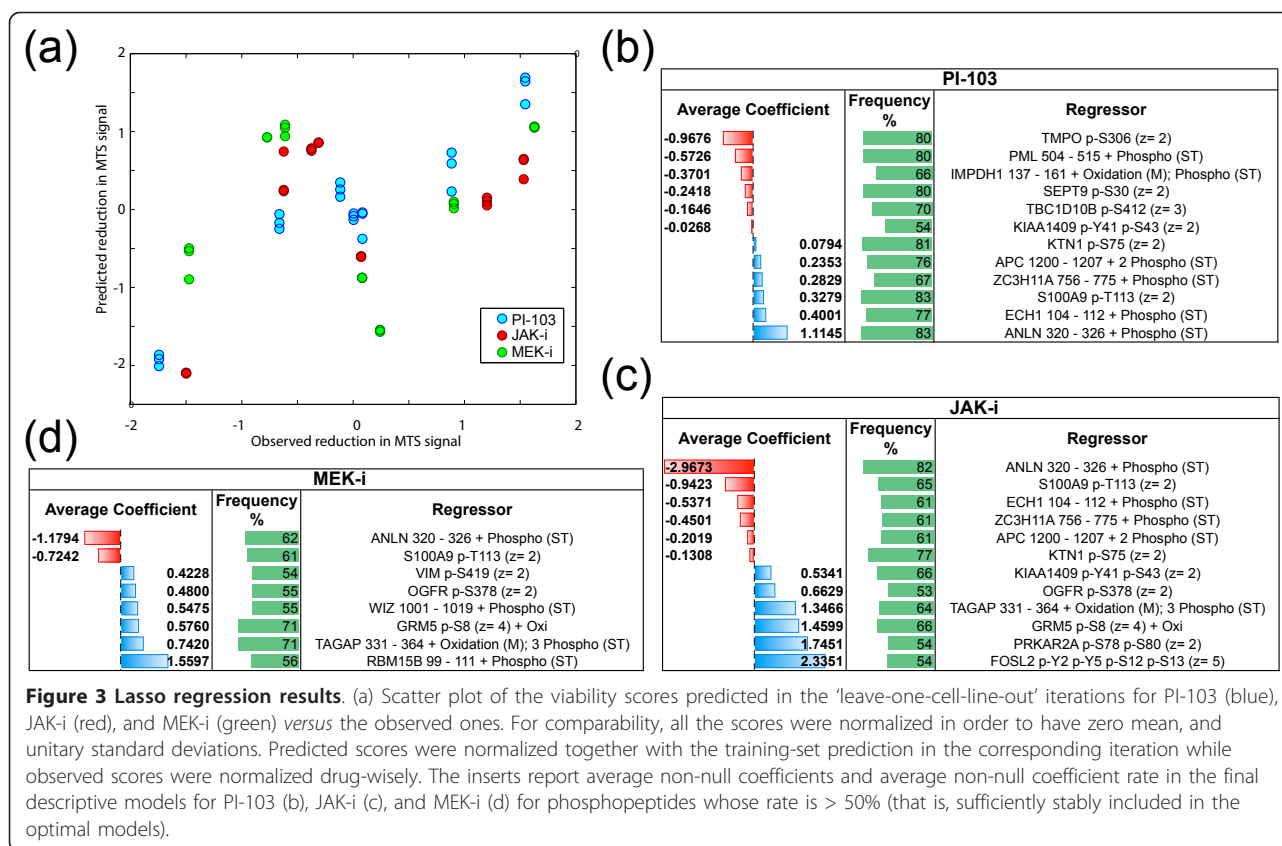 (a)
2
1
0
-1
-2
0
0
-2
-1
0
1
2
Predicted reduction in MTS signal
Observed reduction in MTS signal
PI-103
JAK-i
MEK-i
(b)
PI-103
Average Coefficient Frequency % Regressor
-0.9676 80 TMPO p-S306 (z= 2)
-0.5726 80 PML 504 - 515 + Phospho (ST)
-0.3701 66 IMPDH1 137 - 161 + Oxidation (M); Phospho (ST)
-0.2418 80 SEPT9 p-S30 (z= 2)
-0.1646 70 TBC1D10B p-S412 (z= 3)
-0.0268 54 KIAA1409 p-Y41 p-S43 (z= 2)
0.0794 81 KTN1 p-S75 (z= 2)
0.2353 76 APC 1200 - 1207 + 2 Phospho (ST)
0.2829 67 ZC3H11A 756 - 775 + Phospho (ST)
0.3279 83 S100A9 p-T113 (z= 2)
0.4001 77 ECH1 104 - 112 + Phospho (ST)
1.1145 83 ANLN 320 - 326 + Phospho (ST)
(c)
JAK-i
Average Coefficient Frequency % Regressor
-2.9673 82 ANLN 320 - 326 + Phospho (ST)
-0.9423 65 S100A9 p-T113 (z= 2)
-0.5371 61 ECH1 104 - 112 + Phospho (ST)
-0.4501 61 ZC3H11A 756 - 775 + Phospho (ST)
-0.2019 61 APC 1200 - 1207 + 2 Phospho (ST)
-0.1308 77 KTN1 p-S75 (z= 2)
0.5341 66 KIAA1409 p-Y41 p-S43 (z= 2)
0.6629 53 OGFR p-S378 (z= 2)
1.3466 64 TAGAP 331 - 364 + Oxidation (M); 3 Phospho (ST)
1.4599 66 GRM5 p-S8 (z= 4) + Oxi
1.7451 54 PRKAR2A p-S78 p-S80 (z= 2)
2.3351 54 FOSL2 p-Y2 p-Y5 p-S12 p-S13 (z= 5)
(d)
MEK-i
Average Coefficient Frequency % Regressor
-1.1794 62 ANLN 320 - 326 + Phospho (ST)
-0.7242 61 S100A9 p-T113 (z= 2)
0.4228 54 VIM p-S419 (z= 2)
0.4800 55 OGFR p-S378 (z= 2)
0.5475 55 WIZ 1001 - 1019 + Phospho (ST)
0.5760 71 GRM5 p-S8 (z= 4) + Oxi
0.7420 71 TAGAP 331 - 364 + Oxidation (M); 3 Phospho (ST)
1.5597 56 RBM15B 99 - 111 + Phospho (ST)
Figure 3 Lasso regression results. (a) Scatter plot of the viability scores predicted in the 'leave-one-cell-line-out' iterations for PI-103 (blue),
JAK-i (red), and MEK-i (green) versus the observed ones. For comparability, all the scores were normalized in order to have zero mean, and
unitary standard deviations. Predicted scores were normalized together with the training-set prediction in the corresponding iteration while
observed scores were normalized drug-wisely. The inserts report average non-null coefficients and average non-null coefficient rate in the final
descriptive models for PI-103 (b), JAK-i (c), and MEK-i (d) for phosphopeptides whose rate is > 50% (that is, sufficiently stably included in the
optimal models).